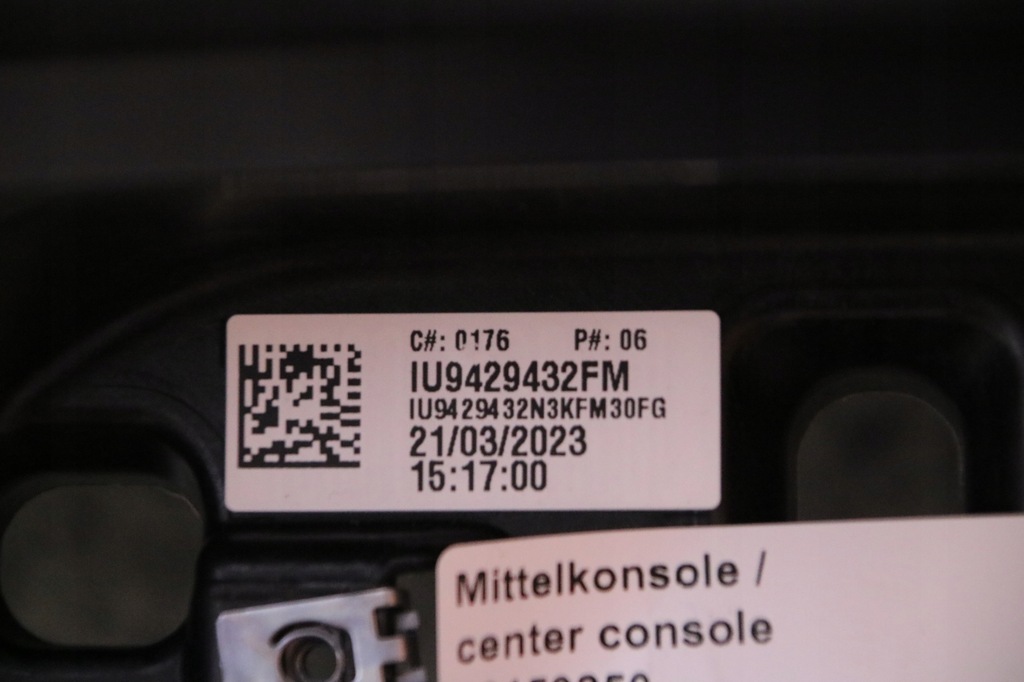 C#: 0176 P#: 06
IU9429432FM
IU9429432N3KFM30FG
21/03/2023
15:17:00
Mittelkonsole /
center console